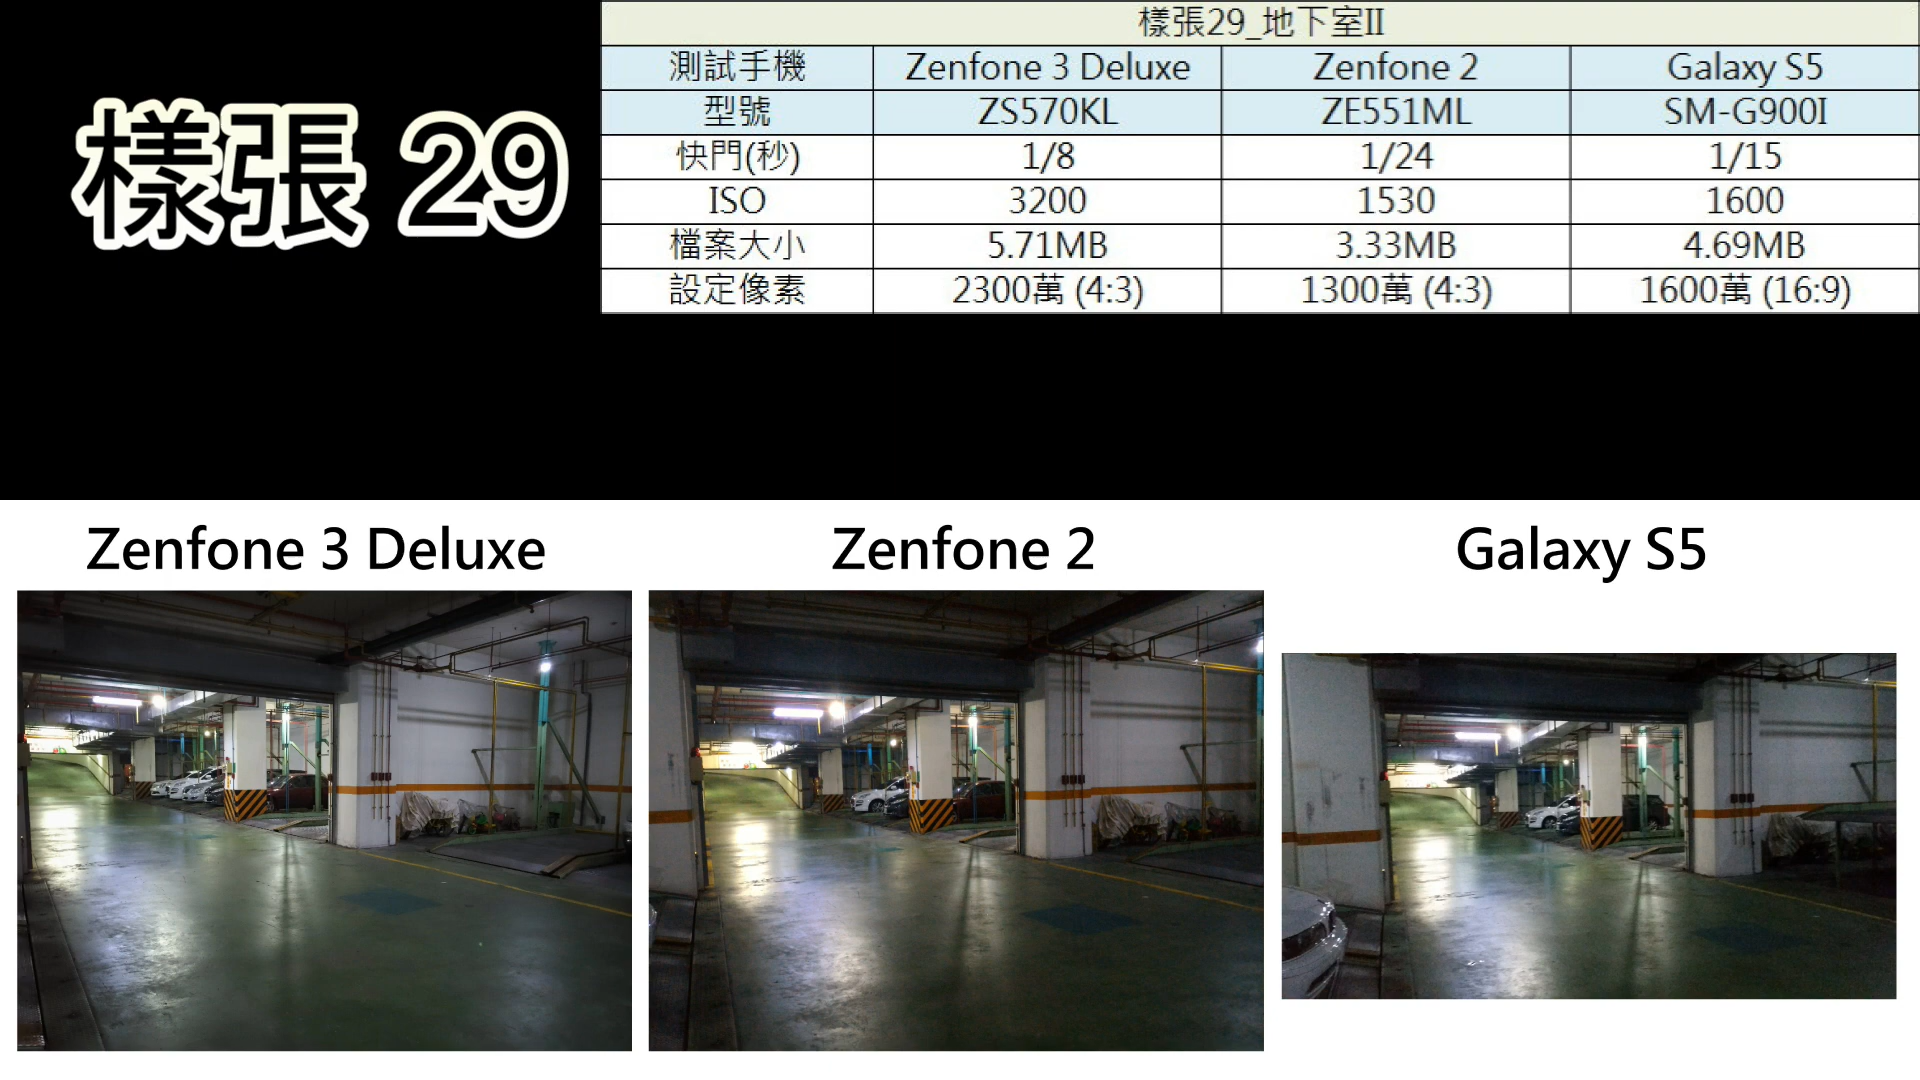 樣張 29
樣張29_地下室II
測試手機 Zenfone 3 Deluxe Zenfone 2 Galaxy S5
型號 ZS570KL ZE551ML SM-G900I
快門(秒) 1/8 1/24 1/15
ISO 3200 1530 1600
檔案大小 5.71MB 3.33MB 4.69MB
設定像素 2300萬 (4:3) 1300萬 (4:3) 1600萬 (16:9)
Zenfone 3 Deluxe Zenfone 2 Galaxy S5